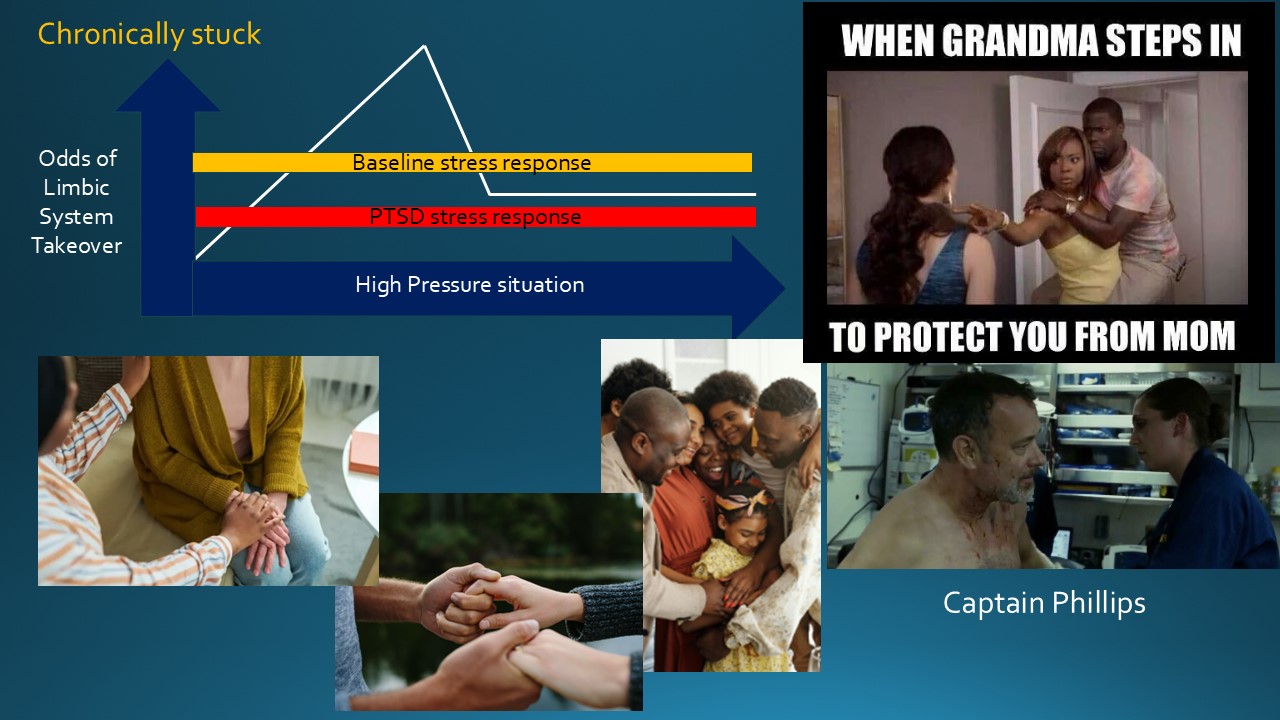 Chronically stuck
Odds of
Limbic
System
Takeover
Baseline stress response
PTSD stress response
High Pressure situation
WHEN GRANDMA STEPS IN
TO PROTECT YOU FROM MOM
Captain Phillips